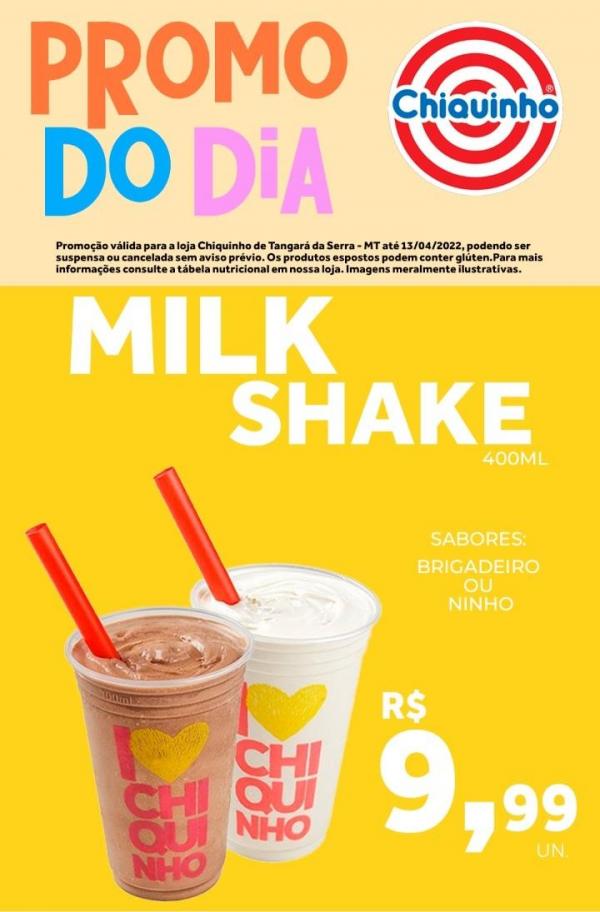 PROMO
DO DiA
Chiquinho®
Promoção válida para a loja Chiquinho de Tangará da Serra - MT até 13/04/2022, podendo ser
suspensa ou cancelada sem aviso prévio. Os produtos espostos podem conter glúten.Para mais
informações consulte a tábela nutricional em nossa loja. Imagens meralmente ilustrativas.
MILK
SHAKE
400ML
SABORES:
BRIGADEIRO
OU
NINHO
I
CHI
QUI
NHO
I
CHI
QUI
NHO
R$
9,99
UN.